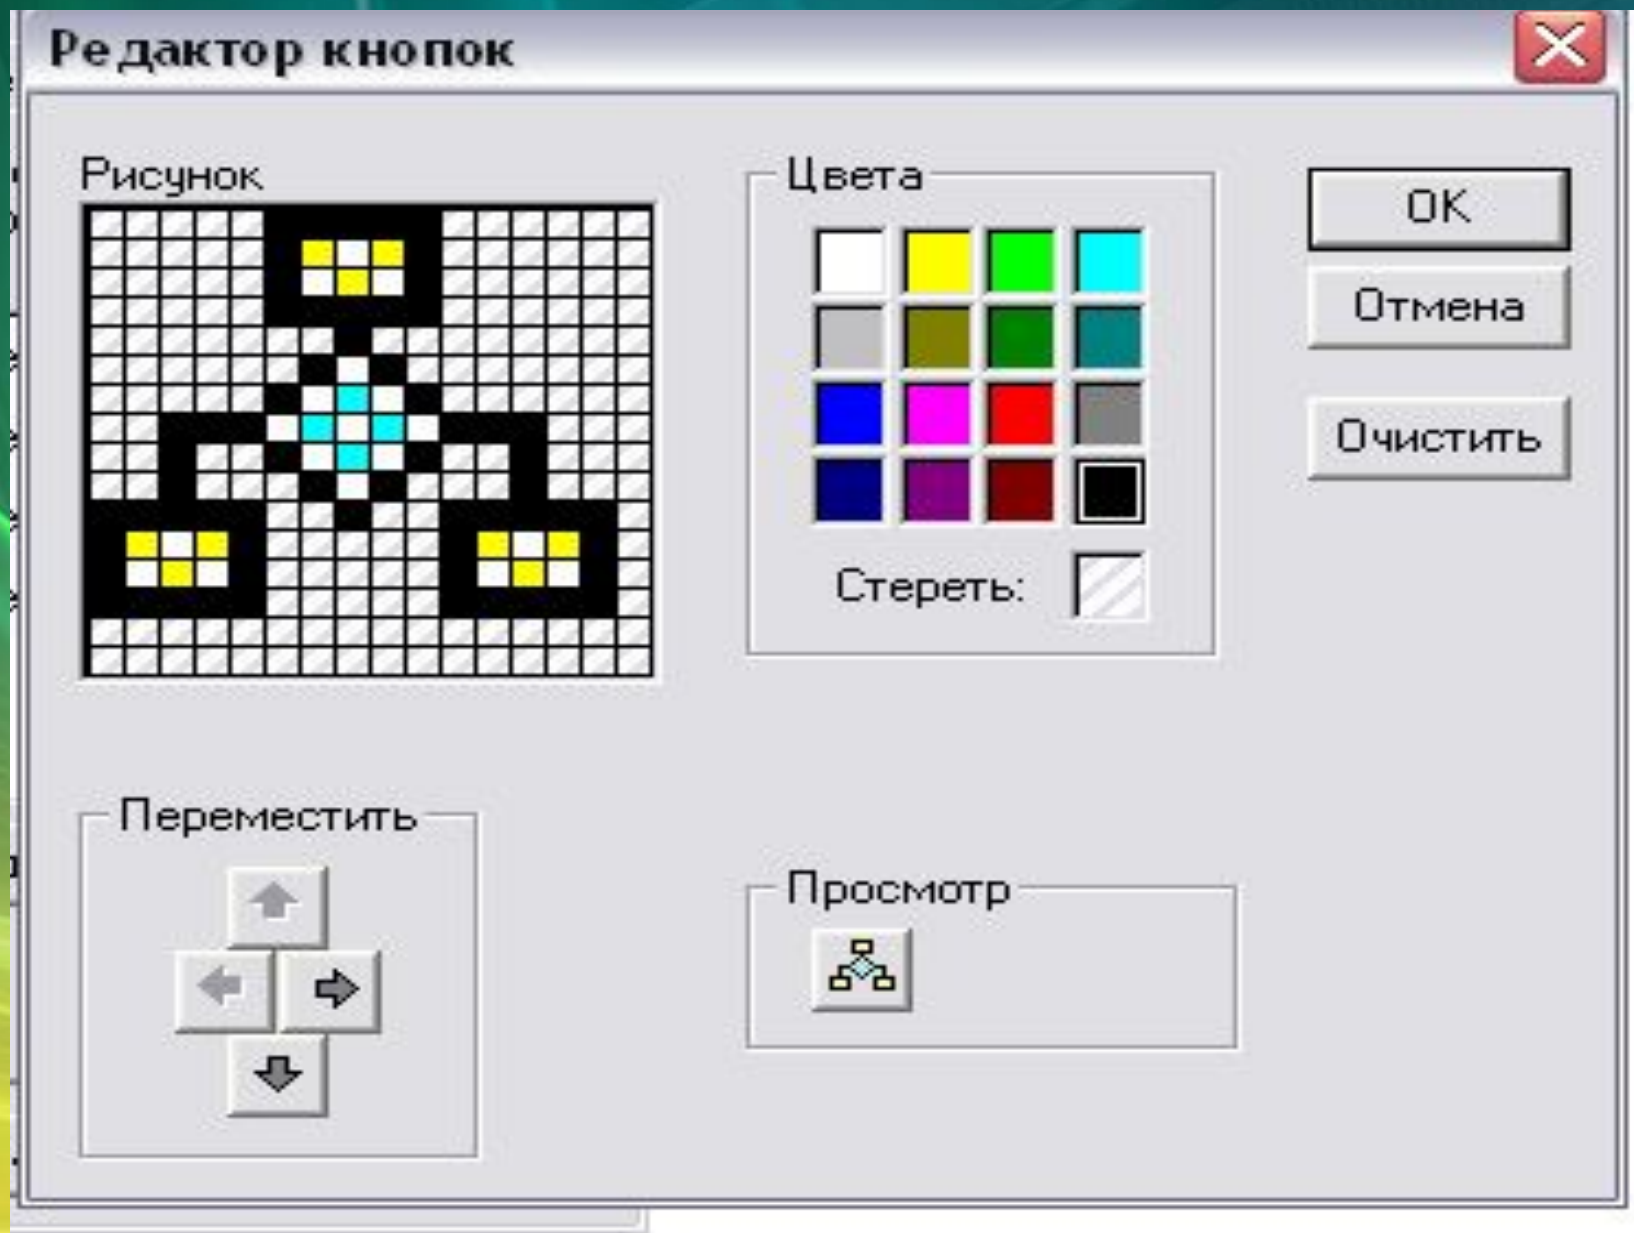 Редактор кнопок
Рисунок
Цвета
OK
Отмена
Очистить
Стереть:
Переместить
Просмотр